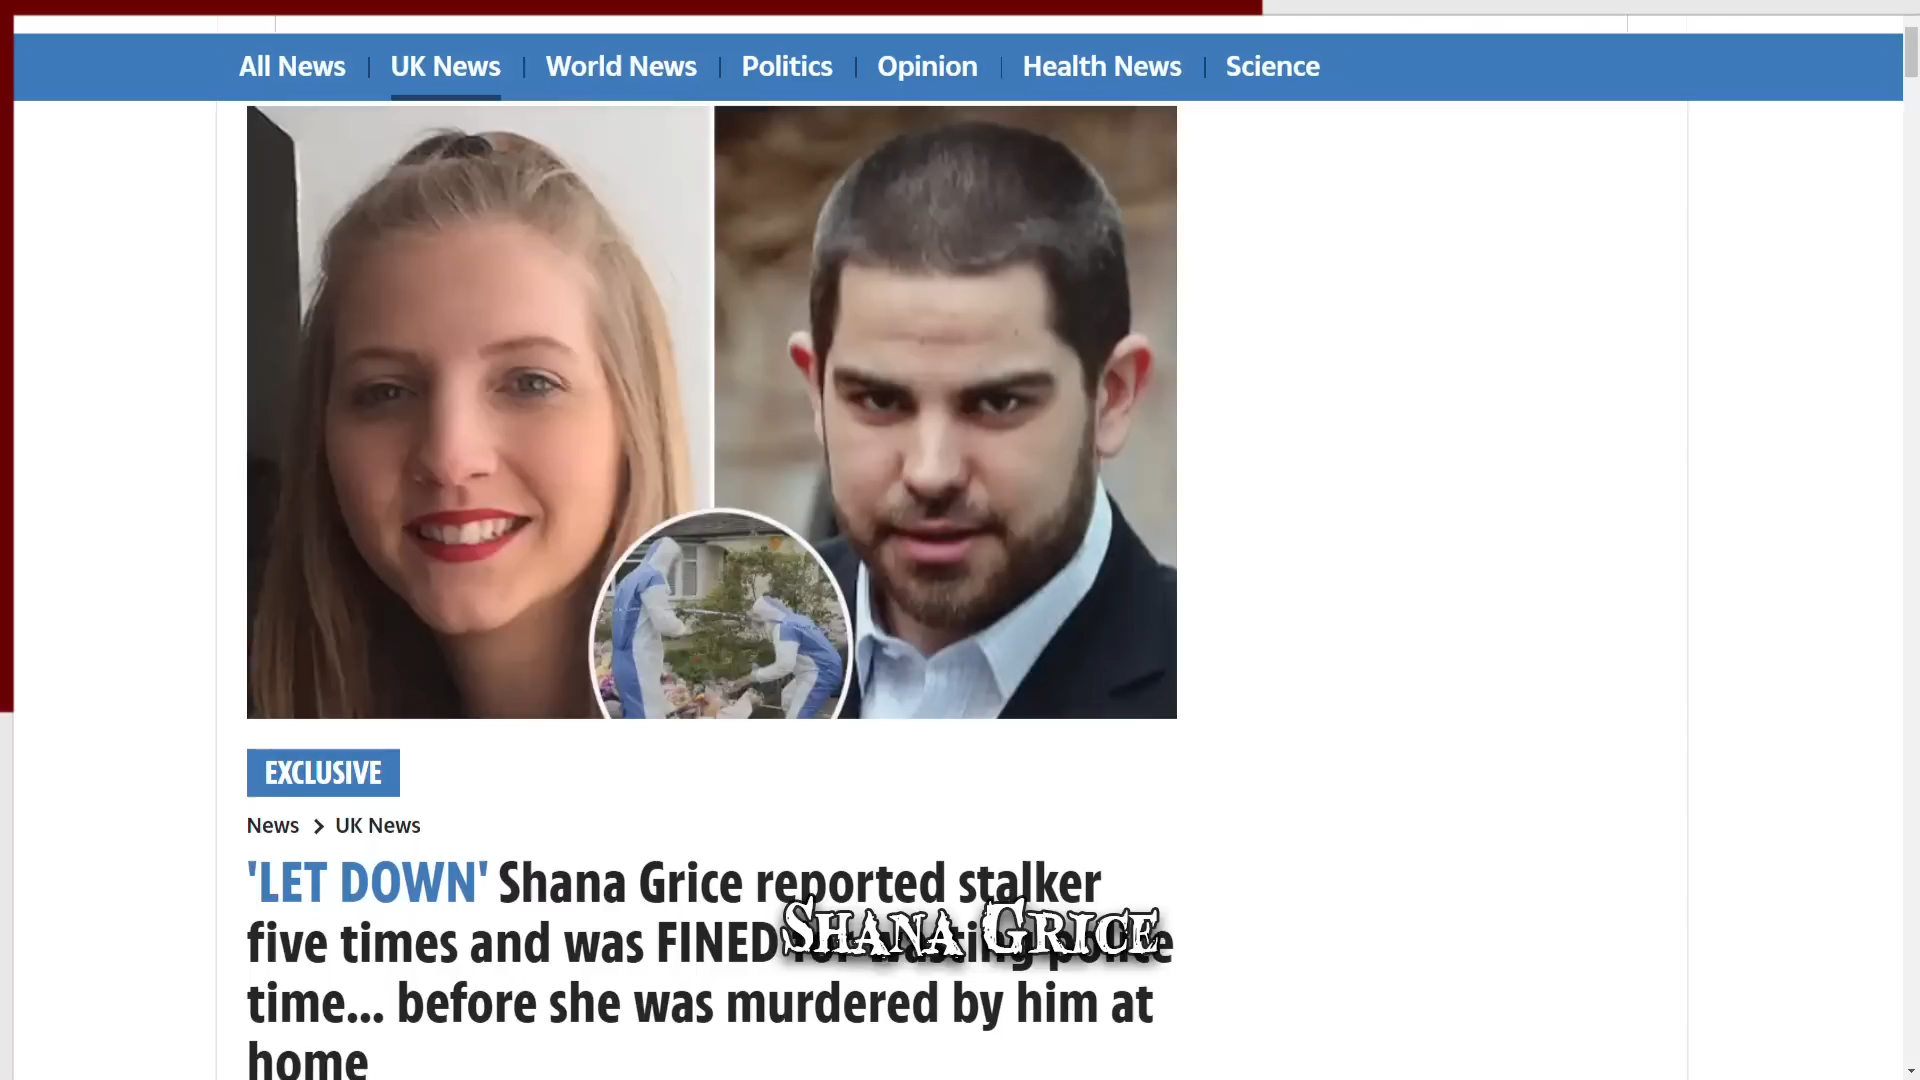 All News | UK News | World News | Politics | Opinion | Health News | Science
EXCLUSIVE
News > UK News
'LET DOWN' Shana Grice reported stalker
five times and was FINED
SHANA GRICE
time... before she was murdered by him at
home